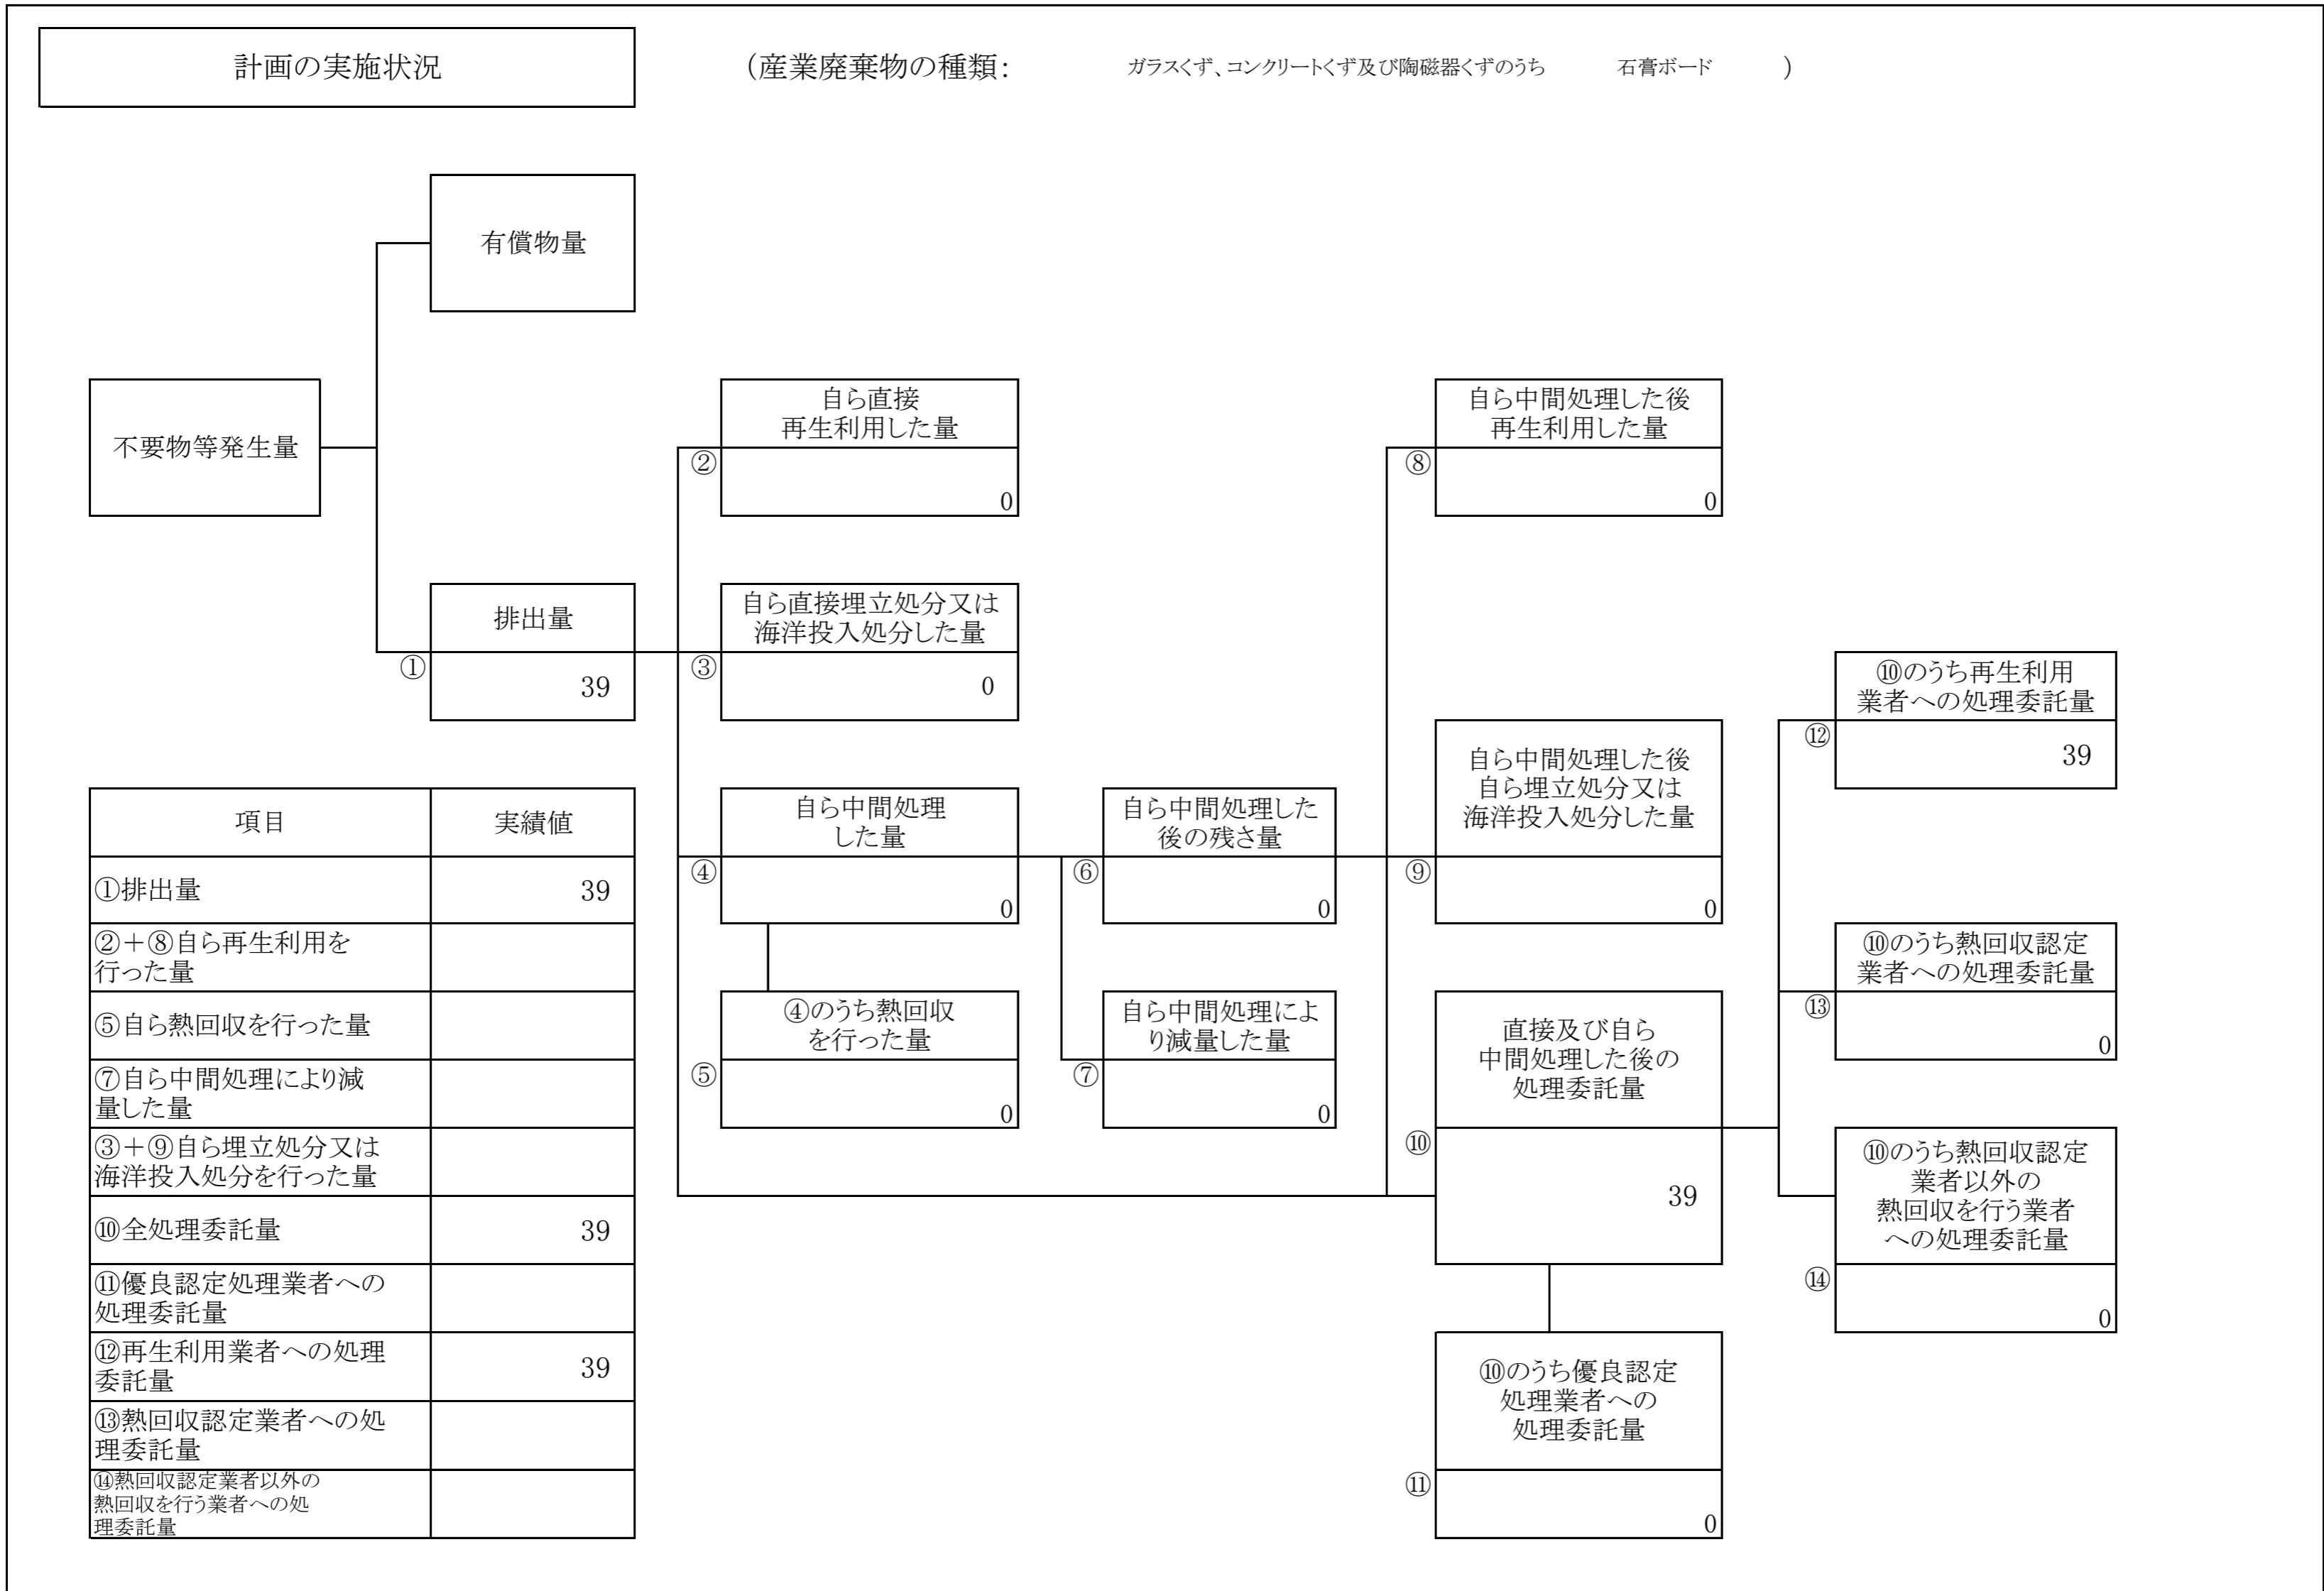 計画の実施状況
（産業廃棄物の種類： ガラスくず、コンクリートくず及び陶磁器くずのうち 石膏ボード ）
有償物量
不要物等発生量
排出量
①
39
自ら直接
再生利用した量
②
0
自ら直接埋立処分又は
海洋投入処分した量
③
0
自ら中間処理
した量
④
0
④のうち熱回収
を行った量
⑤
0
自ら中間処理した
後の残さ量
⑥
0
自ら中間処理によ
り減量した量
⑦
0
自ら中間処理した後
再生利用した量
⑧
0
自ら中間処理した後
自ら埋立処分又は
海洋投入処分した量
⑨
0
直接及び自ら
中間処理した後の
処理委託量
⑩
39
⑩のうち優良認定
処理業者への
処理委託量
⑪
0
⑩のうち再生利用
業者への処理委託量
⑫
39
⑩のうち熱回収認定
業者への処理委託量
⑬
0
⑩のうち熱回収認定
業者以外の
熱回収を行う業者
への処理委託量
⑭
0
項目 実績値
①排出量 39
②＋⑧自ら再生利用を
行った量
⑤自ら熱回収を行った量
⑦自ら中間処理により減
量した量
③＋⑨自ら埋立処分又は
海洋投入処分を行った量
⑩全処理委託量 39
⑪優良認定処理業者への
処理委託量
⑫再生利用業者への処理
委託量 39
⑬熱回収認定業者への処
理委託量
⑭熱回収認定業者以外の
熱回収を行う業者への処
理委託量